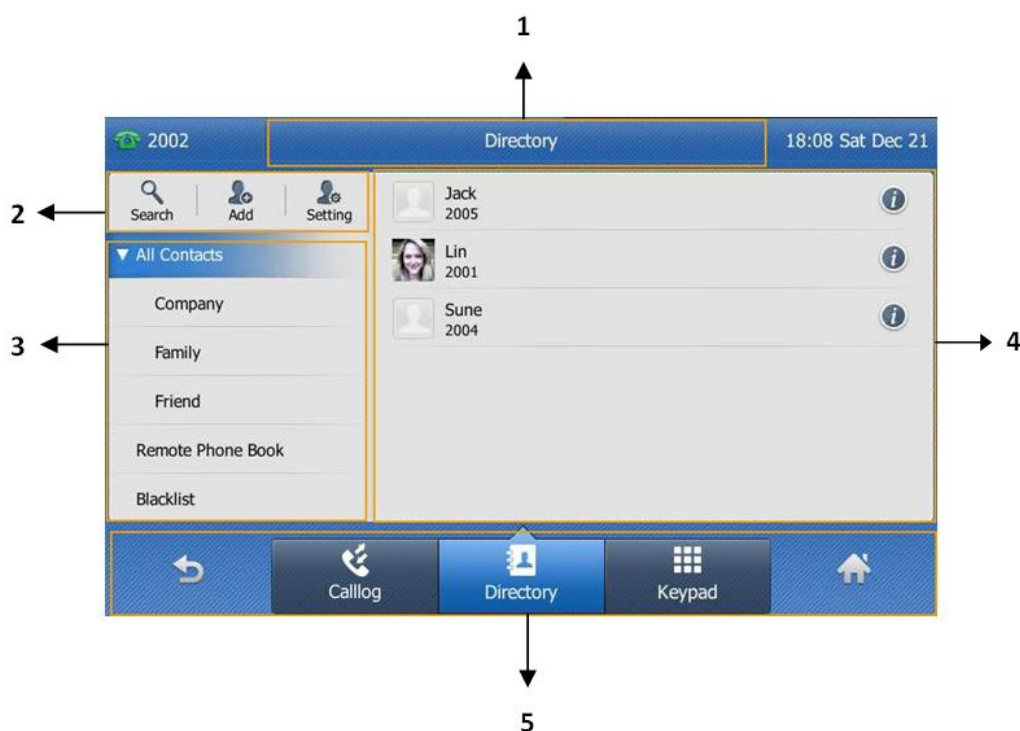 1
2002
Directory
18:08 Sat Dec 21
2
Search
Add
Setting
Jack
2005
All Contacts
Lin
2001
Company
Sune
2004
3
Family
4
Friend
Remote Phone Book
Blacklist
Calllog
Directory
Keypad
5